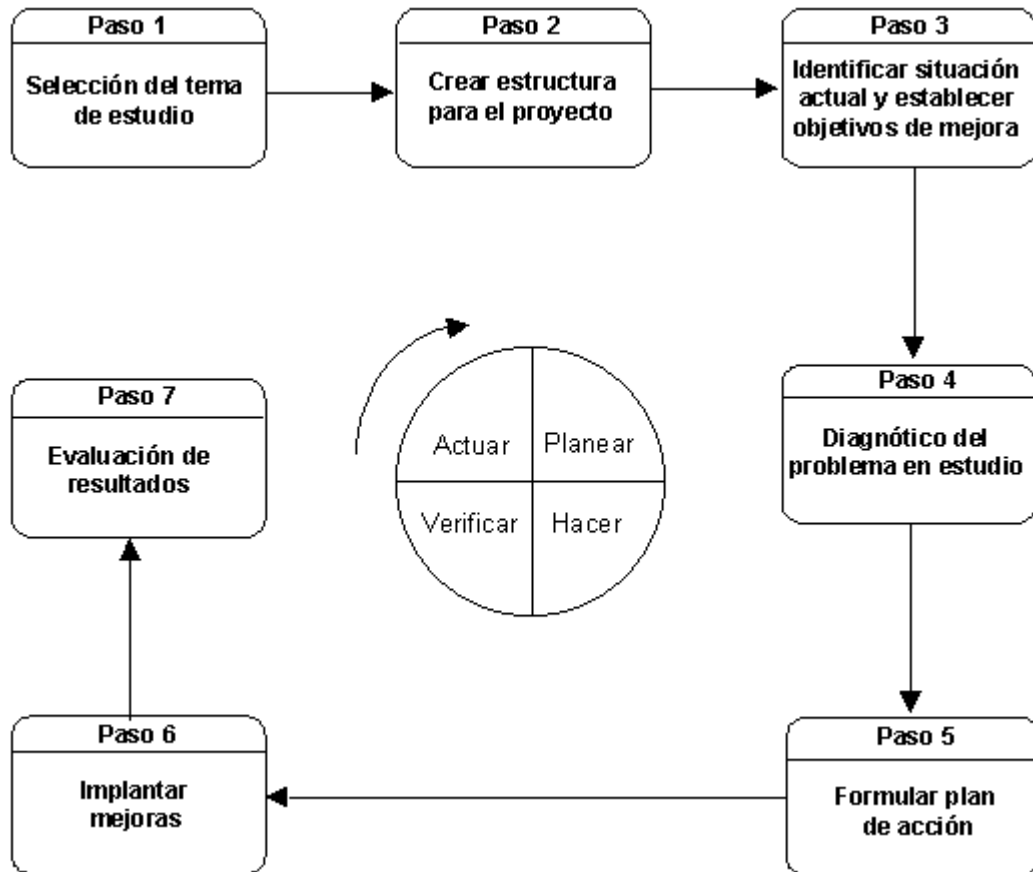 Paso 1
Selección del tema
de estudio
Paso 2
Crear estructura
para el proyecto
Paso 3
Identificar situación
actual y establecer
objetivos de mejora
Paso 4
Diagnótico del
problema en estudio
Paso 5
Formular plan
de acción
Paso 6
Implantar
mejoras
Paso 7
Evaluación de
resultados
Actuar
Planear
Verificar
Hacer